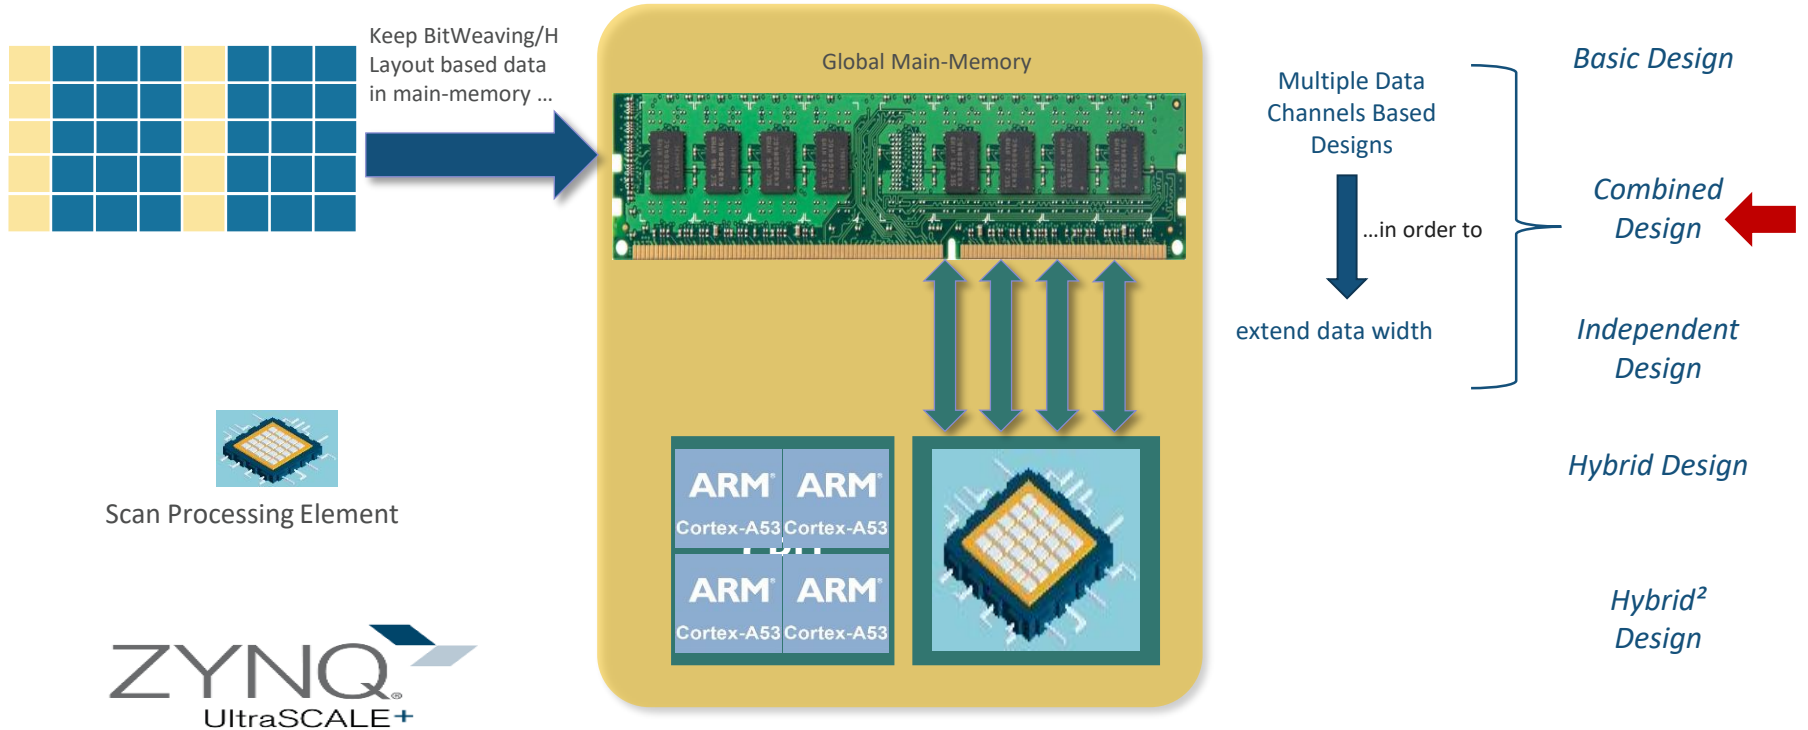 Keep BitWeaving/H
Layout based data
in main-memory ...
Global Main-Memory
Multiple Data
Channels Based
Designs
...in order to
extend data width
Basic Design
Combined
Design
Independent
Design
Hybrid Design
Hybrid²
Design
Scan Processing Element
ARM® ARM®
Cortex-A53 Cortex-A53
ARM® ARM®
Cortex-A53 Cortex-A53
ZYNQ®
UltraSCALE+